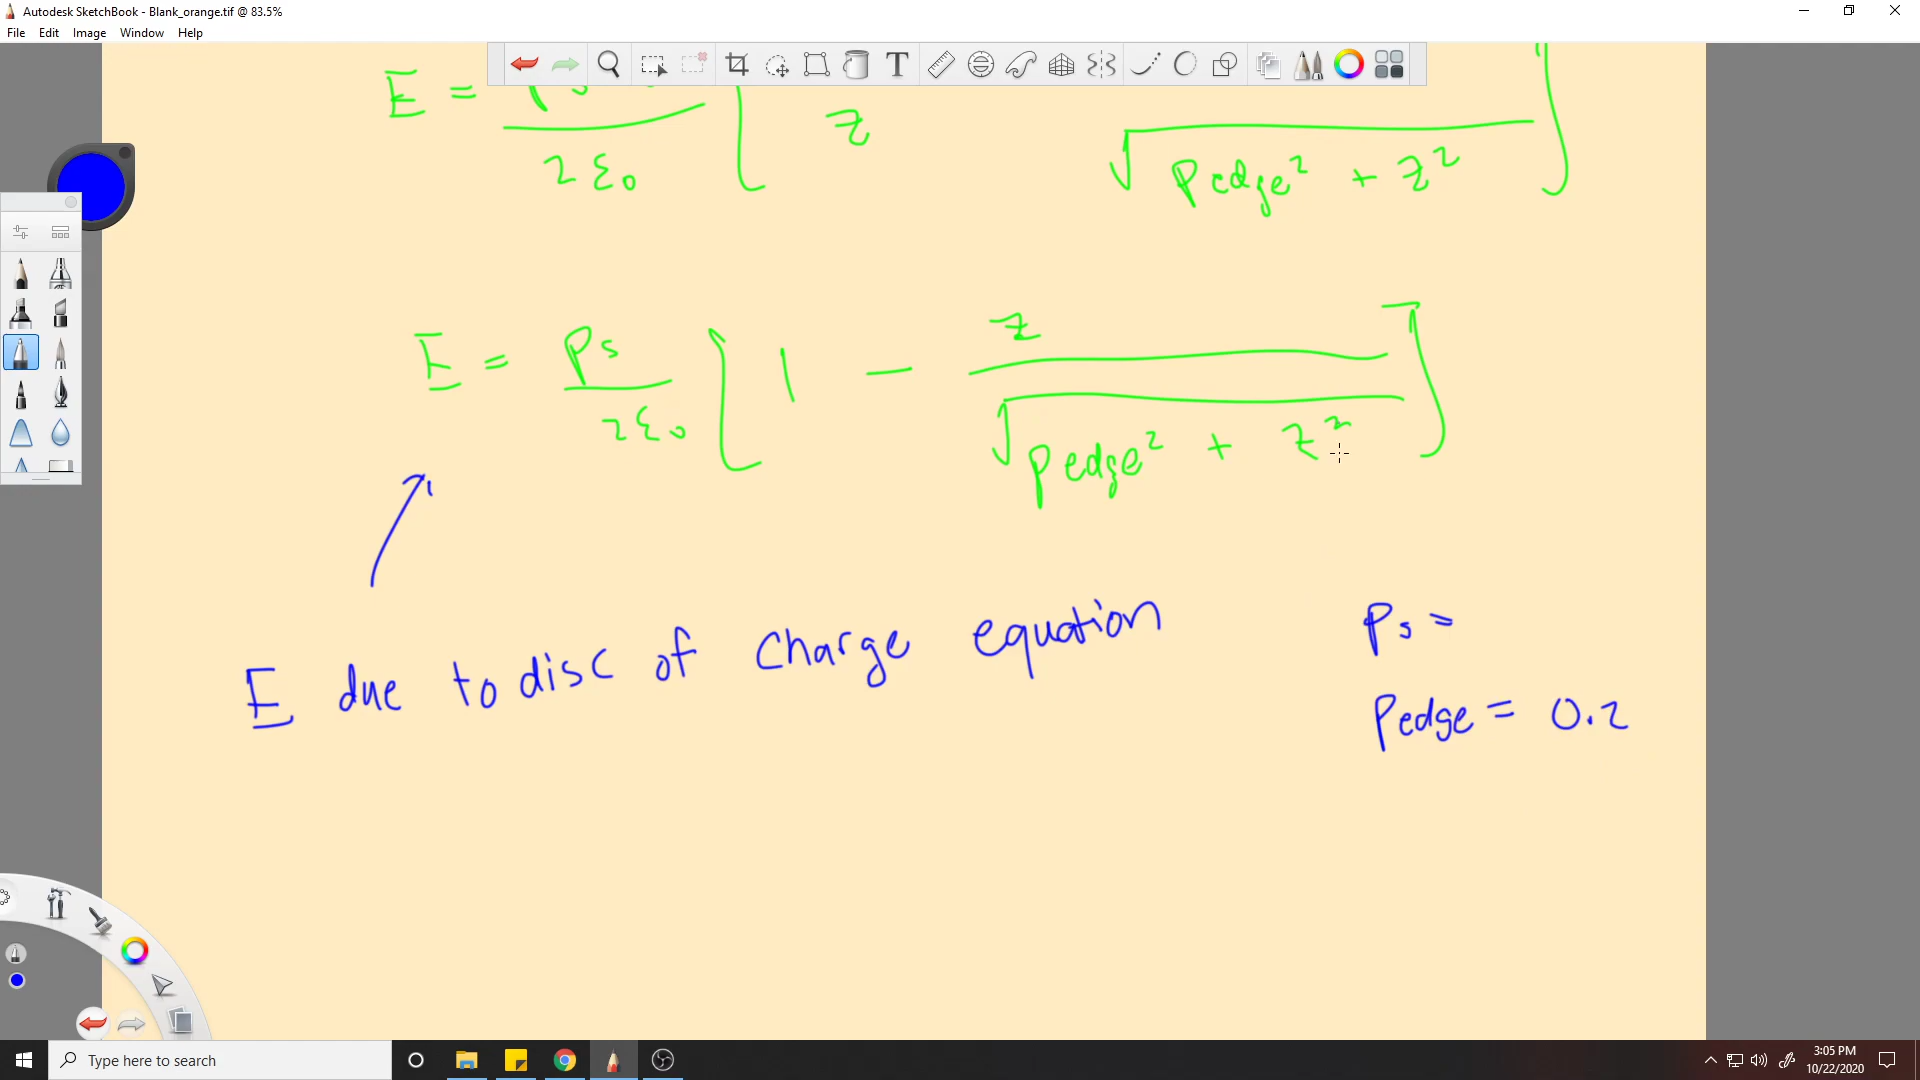 Autodesk SketchBook - Blank_orange.tif @ 83.5%
File Edit Image Window Help
E =
2ε₀ [ z √(ρedge² + z²) ]
E = ρs / 2ε₀ [ 1 - z / √(ρedge² + z²) ]
E due to disc of charge equation
ρs =
ρedge = 0.2
Type here to search
3:05 PM
10/22/2020